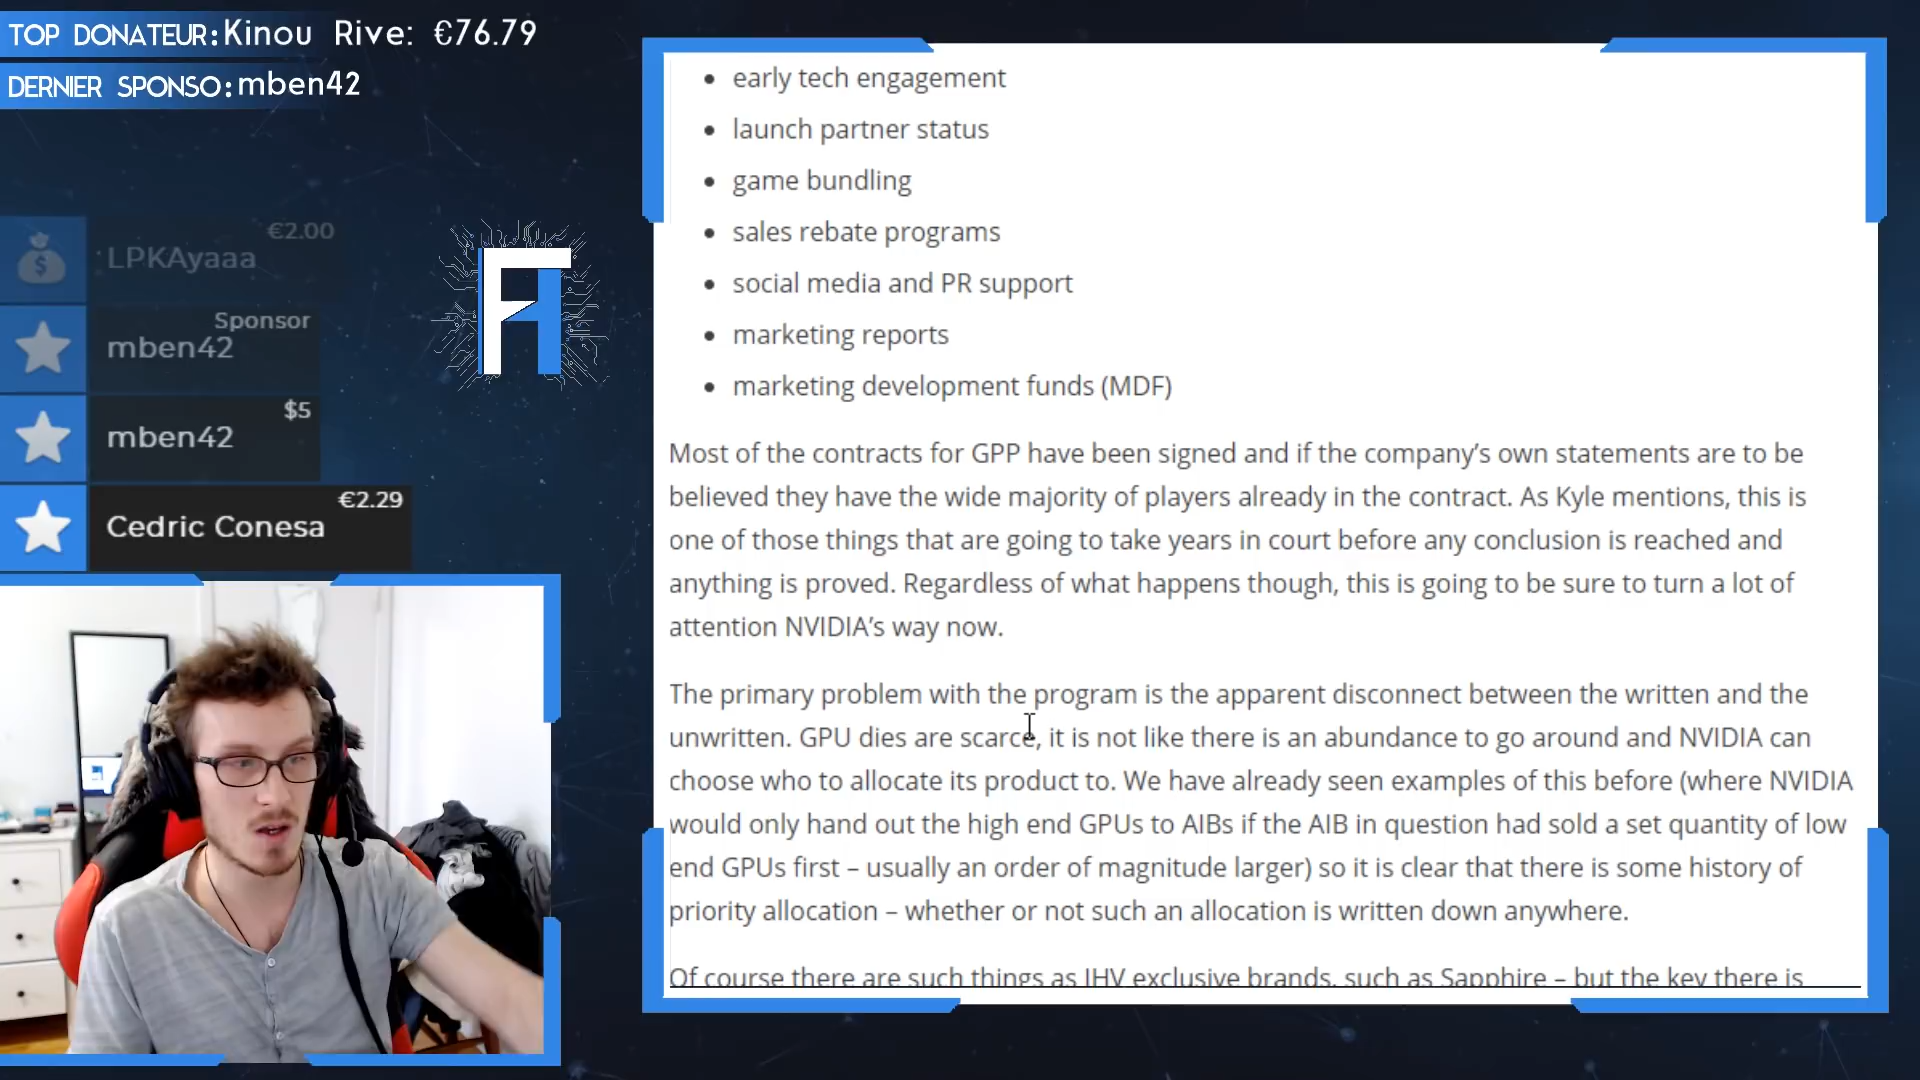 TOP DONATEUR: Kinou Rive: €76.79
DERNIER SPONSO: mben42
€2.00
LPKAyaaa
Sponsor
mben42
$5
mben42
€2.29
Cedric Conesa
• early tech engagement
• launch partner status
• game bundling
• sales rebate programs
• social media and PR support
• marketing reports
• marketing development funds (MDF)
Most of the contracts for GPP have been signed and if the company’s own statements are to be
believed they have the wide majority of players already in the contract. As Kyle mentions, this is
one of those things that are going to take years in court before any conclusion is reached and
anything is proved. Regardless of what happens though, this is going to be sure to turn a lot of
attention NVIDIA’s way now.
The primary problem with the program is the apparent disconnect between the written and the
unwritten. GPU dies are scarce, it is not like there is an abundance to go around and NVIDIA can
choose who to allocate its product to. We have already seen examples of this before (where NVIDIA
would only hand out the high end GPUs to AIBs if the AIB in question had sold a set quantity of low
end GPUs first – usually an order of magnitude larger) so it is clear that there is some history of
priority allocation – whether or not such an allocation is written down anywhere.
Of course there are such things as IHV exclusive brands, such as Sapphire – but the key there is